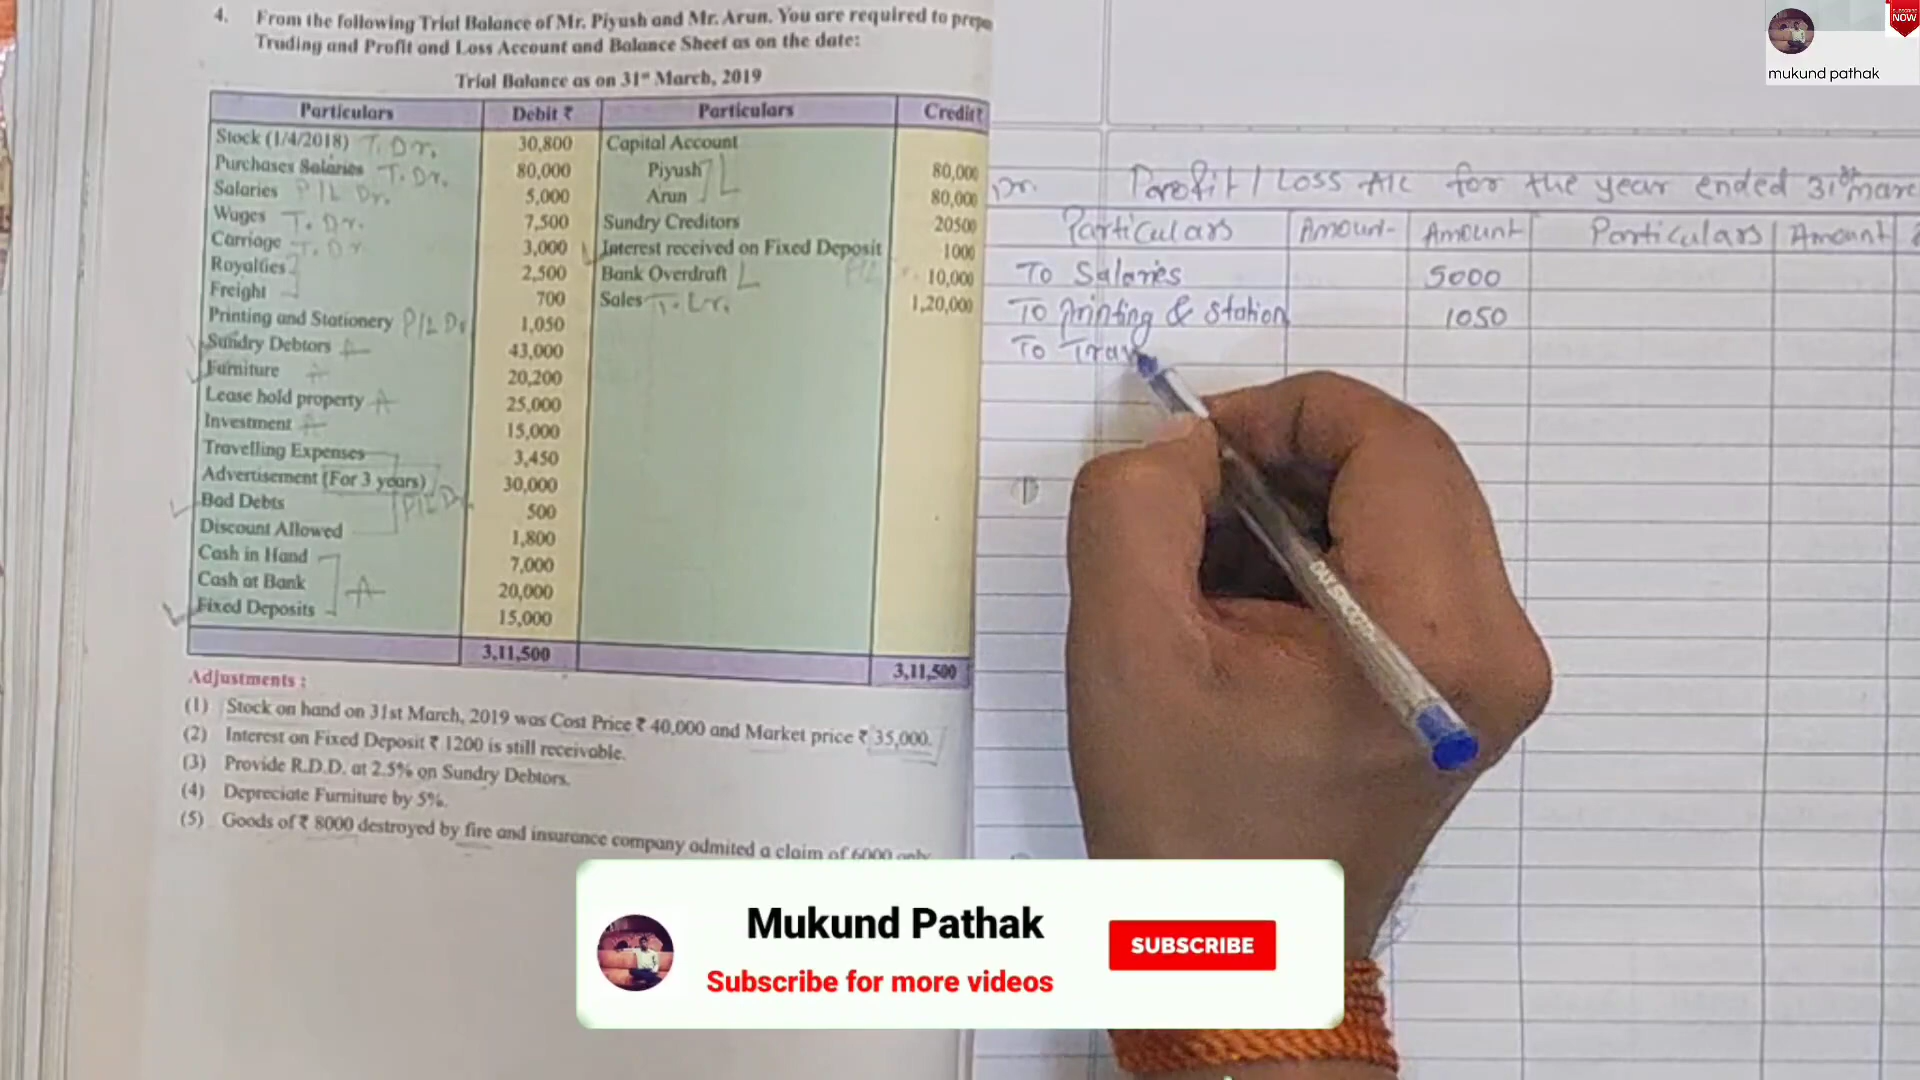 4. From the following Trial Balance of Mr. Piyush and Mr. Arun. You are required to prepa
Trading and Profit and Loss Account and Balance Sheet as on the date:
Trial Balance as on 31st March, 2019
Particulars Debit ₹ Particulars Credit ₹
Stock (1/4/2018) T. Dr. 30,800 Capital Account
Purchases Salaries T. Dr. 80,000 Piyush L 80,000
Salaries P/L Dr. 5,000 Arun 80,000
Wages T. Dr. 7,500 Sundry Creditors 20500
Carriage T. Dr 3,000 Interest received on Fixed Deposit P/L 1000
Royalties 2,500 Bank Overdraft L 10,000
Freight 700 Sales T. Cr. 1,20,000
Printing and Stationery P/L Dr 1,050
Sundry Debtors A 43,000
Furniture A 20,200
Lease hold property A 25,000
Investment A 15,000
Travelling Expenses 3,450
Advertisement (For 3 years) 30,000
Bad Debts P/L Dr. 500
Discount Allowed 1,800
Cash in Hand 7,000
Cash at Bank A 20,000
Fixed Deposits 15,000
3,11,500 3,11,500
Adjustments :
(1) Stock on hand on 31st March, 2019 was Cost Price ₹ 40,000 and Market price ₹ 35,000.
(2) Interest on Fixed Deposit ₹ 1200 is still receivable.
(3) Provide R.D.D. at 2.5% on Sundry Debtors.
(4) Depreciate Furniture by 5%.
(5) Goods of ₹ 8000 destroyed by fire and insurance company admited a claim of 6000 only
Dr. Profit / Loss A/c for the year ended 31st marc
Particulars Amount Amount Particulars Amount
To Salaries 5000
To Printing & Station 1050
To Trav
DAY SMOOTH
mukund pathak
SUBSCRIBE
NOW
Mukund Pathak
Subscribe for more videos
SUBSCRIBE